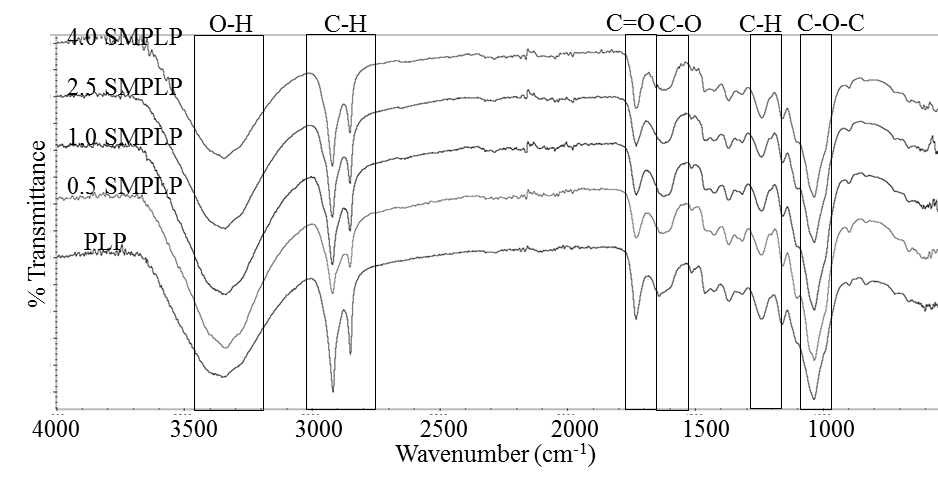 O-H C-H C=O C-O C-H C-O-C
4.0 SMPLP
2.5 SMPLP
1.0 SMPLP
0.5 SMPLP
PLP
% Transmittance
4000 3500 3000 2500 2000 1500 1000
Wavenumber (cm-1)